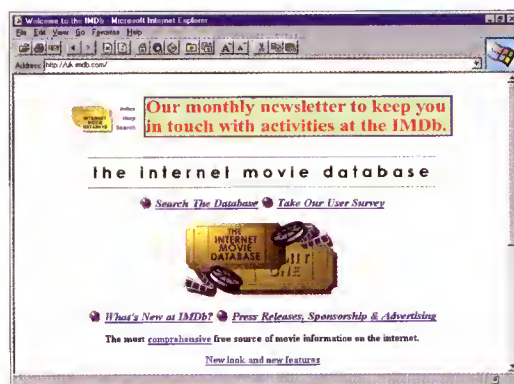 Welcome to the IMDb - Microsoft Internet Explorer
File Edit View Go Favorites Help
Address: http://uk.imdb.com/
INTERNET MOVIE DATABASE
Index
Help
Search
Our monthly newsletter to keep you
in touch with activities at the IMDb.
the internet movie database
Search The Database Take Our User Survey
THE
INTERNET
MOVIE
DATABASE
What's New at IMDb? Press Releases, Sponsorship & Advertising
The most comprehensive free source of movie information on the internet.
New look and new features